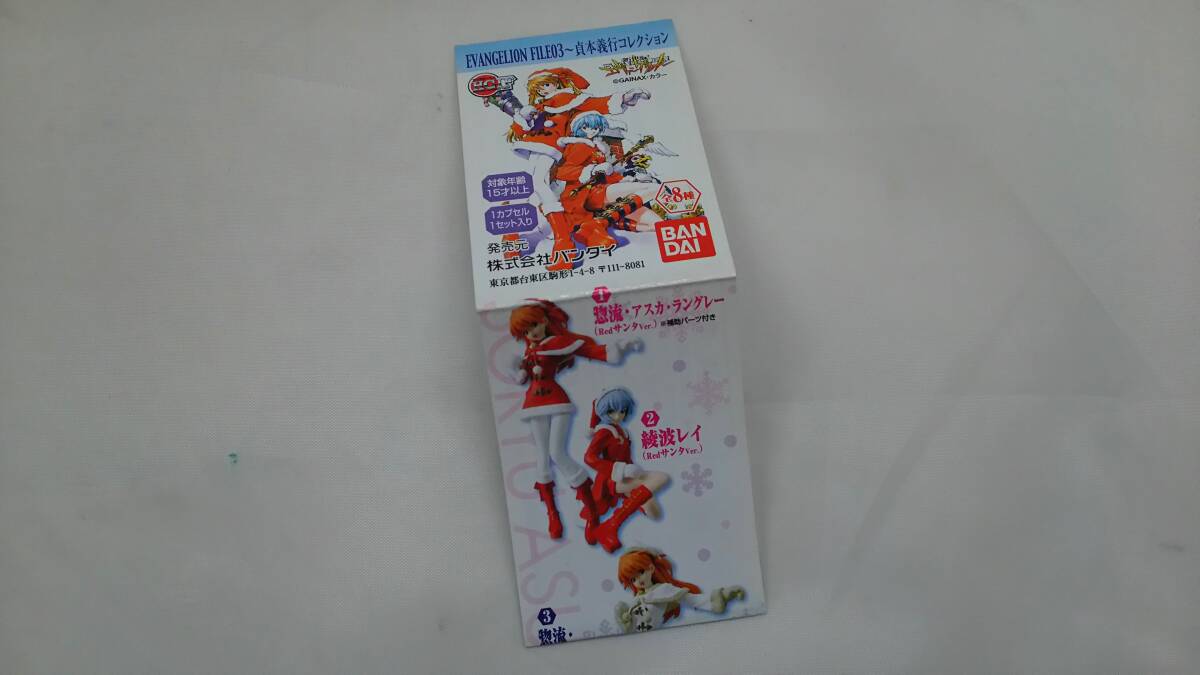 EVANGELION FILE03～貞本義行コレクション
HGIF
©GAINAX・カラー
対象年齢
15才以上
1カプセル
1セット入り
全8種
発売元
株式会社バンダイ
東京都台東区駒形1-4-8 〒111-8081
BAN
DAI
1
惣流・アスカ・ラングレー
(RedサンタVer.) ※補助パーツ付き
2
綾波レイ
(RedサンタVer.)
3
惣流・